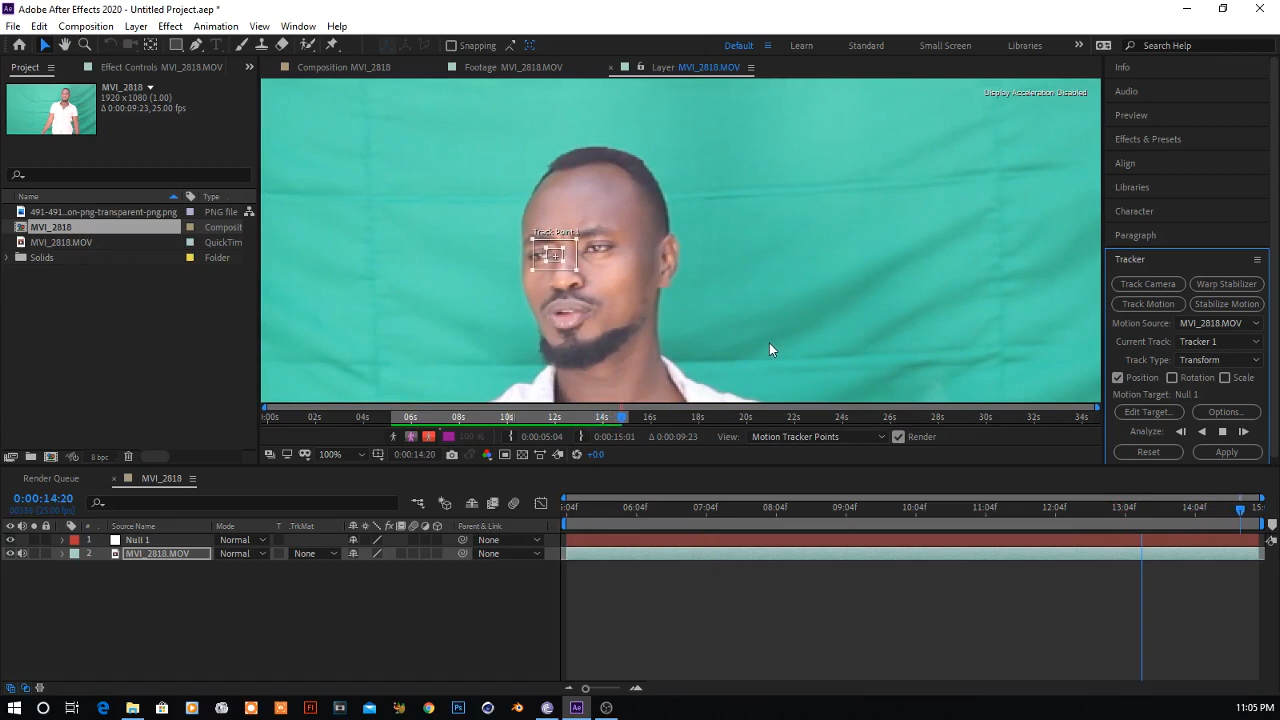 Adobe After Effects 2020 - Untitled Project.aep *
File Edit Composition Layer Effect Animation View Window Help
Snapping Default Learn Standard Small Screen Libraries Search Help
Project Effect Controls MVI_2818.MOV Composition MVI_2818 Footage MVI_2818.MOV Layer MVI_2818.MOV
MVI_2818
1920 x 1080 (1.00)
Δ 0:00:09:23, 25.00 fps
Name Type
491-491...on-png-transparent-png.png PNG file
MVI_2818 Composit
MVI_2818.MOV QuickTim
Solids Folder
8 bpc
Display Acceleration Disabled
Track Point 1
:00s 02s 04s 06s 08s 10s 12s 14s 16s 18s 20s 22s 24s 26s 28s 30s 32s 34s
100% 0:00:05:04 0:00:15:01 Δ 0:00:09:23 View: Motion Tracker Points Render
100% 0:00:14:20 +0.0
Info
Audio
Preview
Effects & Presets
Align
Libraries
Character
Paragraph
Tracker
Track Camera Warp Stabilizer
Track Motion Stabilize Motion
Motion Source: MVI_2818.MOV
Current Track: Tracker 1
Track Type: Transform
Position Rotation Scale
Motion Target: Null 1
Edit Target... Options...
Analyze:
Reset Apply
Render Queue MVI_2818
0:00:14:20
00358 (25.00 fps)
:04f 06:04f 07:04f 08:04f 09:04f 10:04f 11:04f 12:04f 13:04f 14:04f 15:0
# Source Name Mode T .TrkMat Parent & Link
1 Null 1 Normal None
2 MVI_2818.MOV Normal None None
11:05 PM